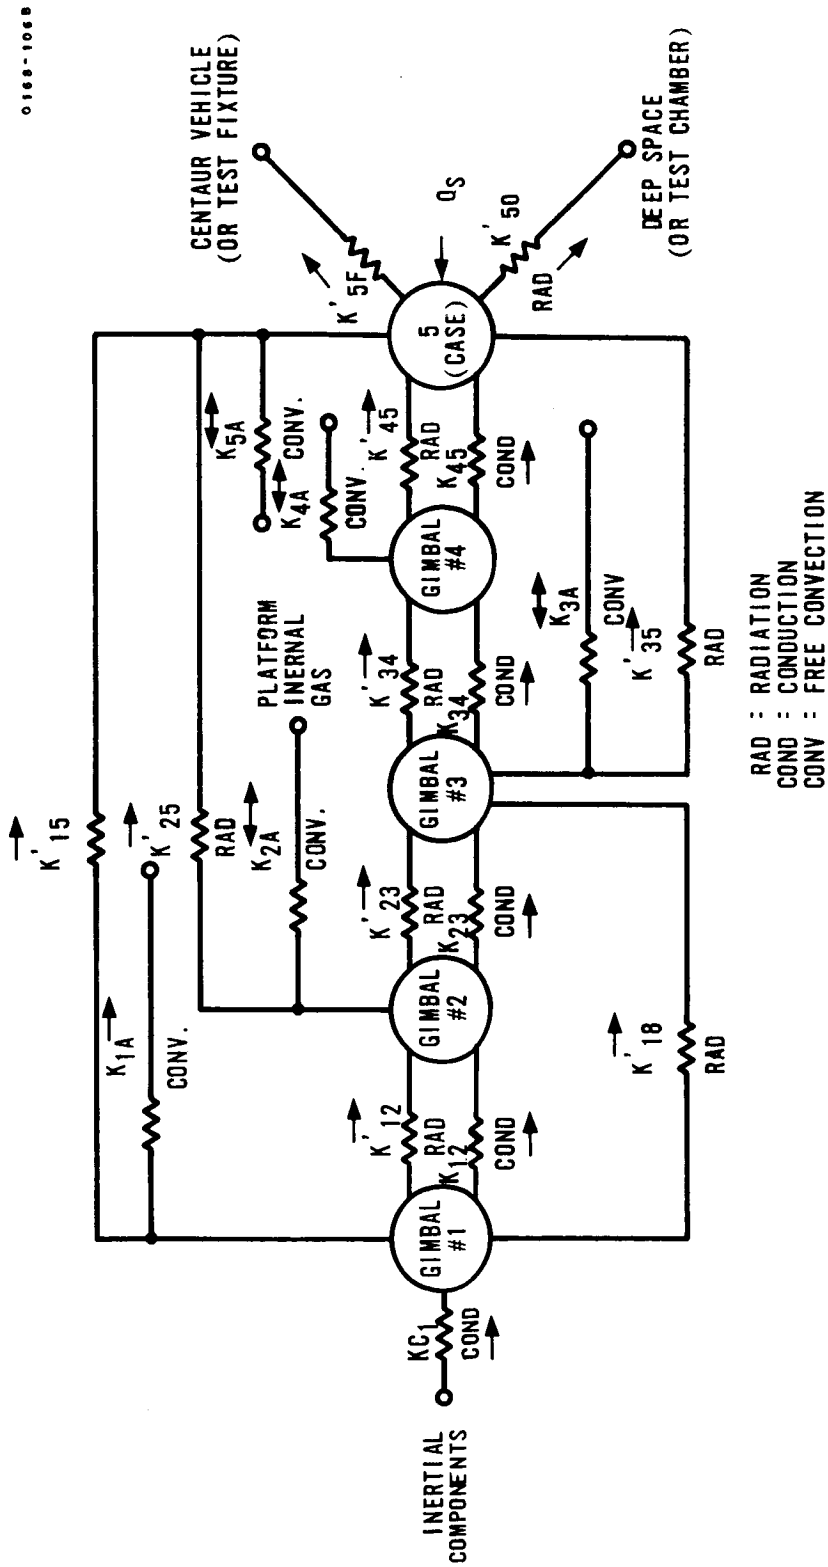 0168-106B
CENTAUR VEHICLE
(OR TEST FIXTURE)
K'5F
QS
K'50
RAD
DEEP SPACE
(OR TEST CHAMBER)
5
(CASE)
K'15
K'25
RAD
K1A
CONV.
K2A
CONV.
PLATFORM
INERNAL
GAS
K5A
CONV.
K4A
CONV.
INERTIAL
COMPONENTS
KC1
COND
GIMBAL
#1
K'12
RAD
K12
COND
GIMBAL
#2
K'23
RAD
K23
COND
GIMBAL
#3
K'34
RAD
K34
COND
GIMBAL
#4
K'45
RAD
K45
COND
K3A
CONV
K'35
RAD
K'18
RAD
RAD : RADIATION
COND : CONDUCTION
CONV : FREE CONVECTION